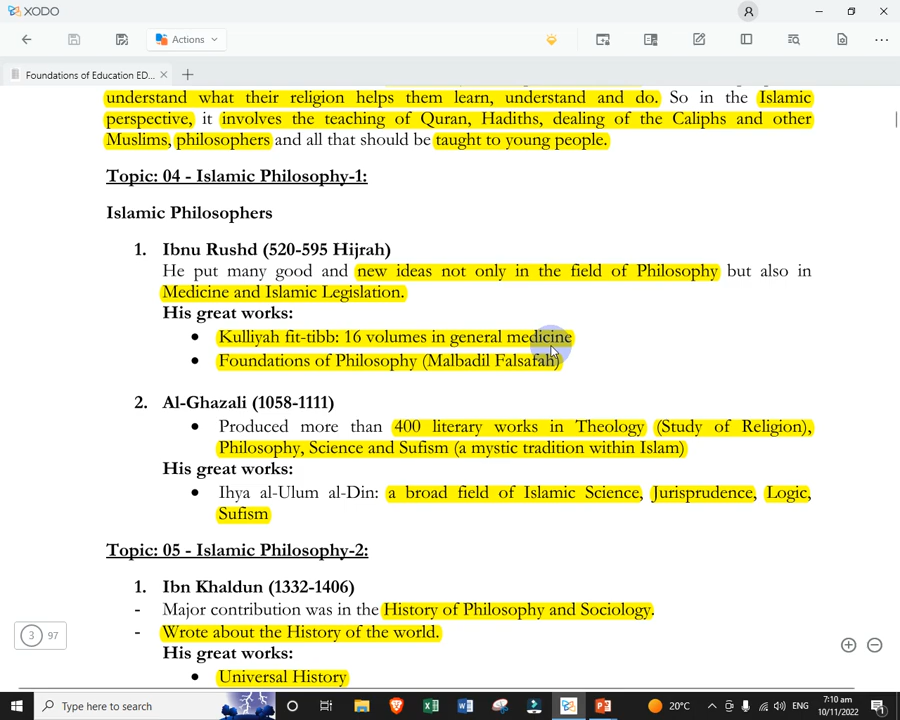 XODO
Actions
Foundations of Education ED...
understand what their religion helps them learn, understand and do. So in the Islamic
perspective, it involves the teaching of Quran, Hadiths, dealing of the Caliphs and other
Muslims, philosophers and all that should be taught to young people.
Topic: 04 - Islamic Philosophy-1:
Islamic Philosophers
1. Ibnu Rushd (520-595 Hijrah)
He put many good and new ideas not only in the field of Philosophy but also in
Medicine and Islamic Legislation.
His great works:
• Kulliyah fit-tibb: 16 volumes in general medicine
• Foundations of Philosophy (Malbadil Falsafah)
2. Al-Ghazali (1058-1111)
• Produced more than 400 literary works in Theology (Study of Religion),
Philosophy, Science and Sufism (a mystic tradition within Islam)
His great works:
• Ihya al-Ulum al-Din: a broad field of Islamic Science, Jurisprudence, Logic,
Sufism
Topic: 05 - Islamic Philosophy-2:
1. Ibn Khaldun (1332-1406)
- Major contribution was in the History of Philosophy and Sociology.
- Wrote about the History of the world.
His great works:
• Universal History
3 97
Type here to search
20°C
ENG
7:10 am
10/11/2022
1